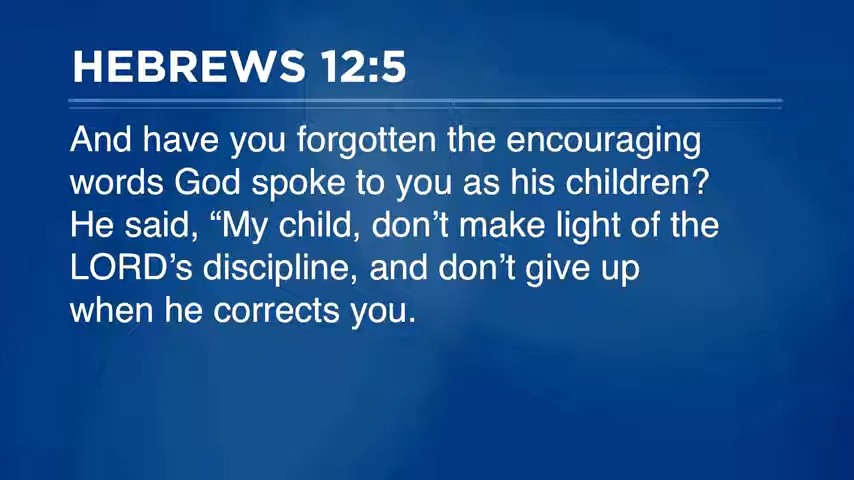 HEBREWS 12:5
And have you forgotten the encouraging
words God spoke to you as his children?
He said, “My child, don’t make light of the
LORD’s discipline, and don’t give up
when he corrects you.